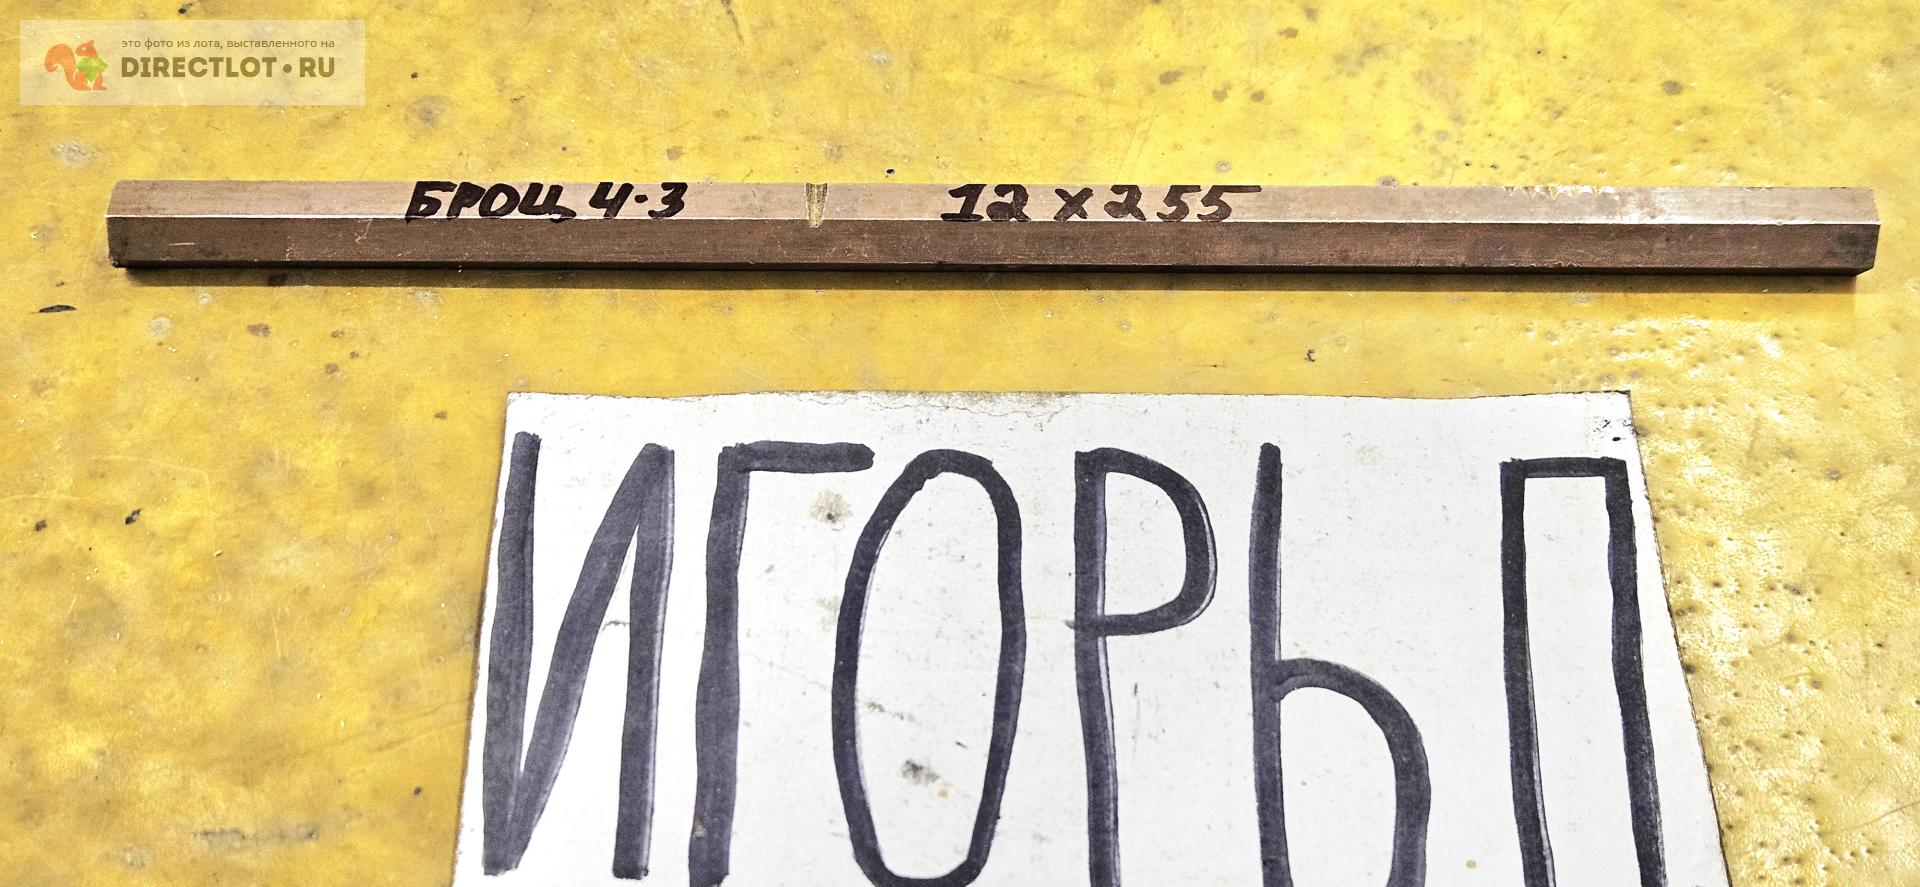 это фото из лота, выставленного на
DIRECTLOT.RU
БРОЦ 4-3 12 x 255
ИГОРЬ П